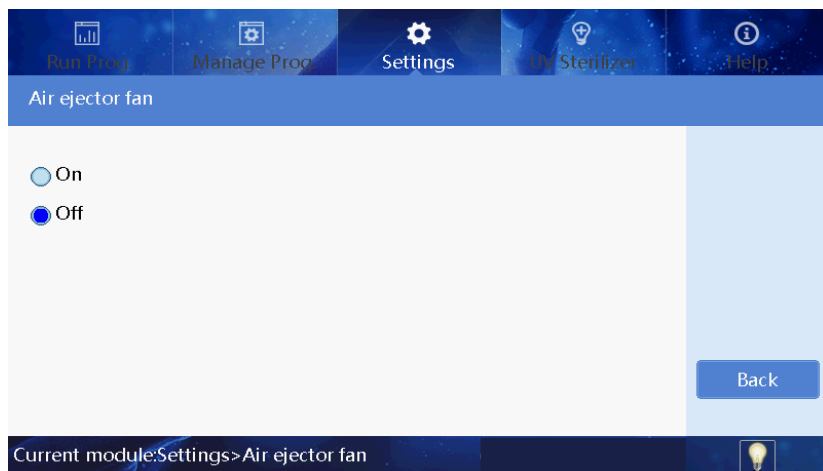 Run Prog.
Manage Prog.
Settings
UV Sterilizer
Help
Air ejector fan
On
Off
Back
Current module:Settings>Air ejector fan